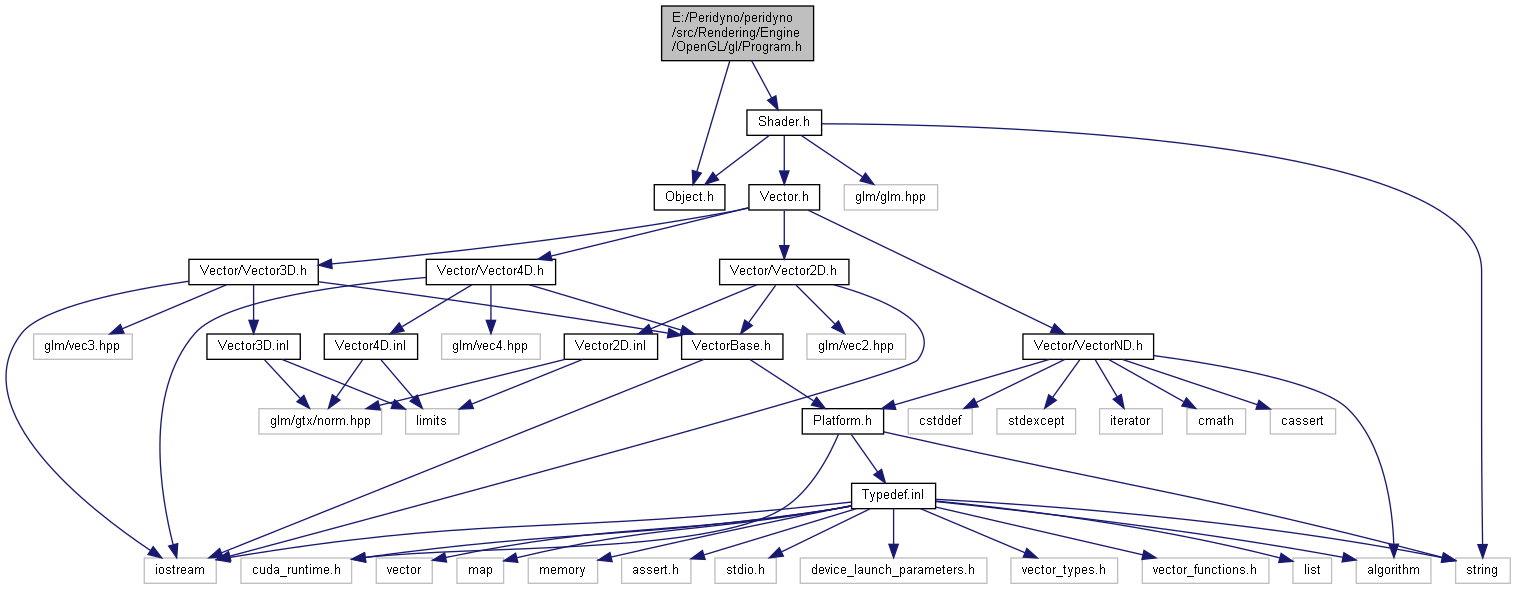 E:/Peridyno/peridyno
/src/Rendering/Engine
/OpenGL/gl/Program.h
Shader.h
Object.h
Vector.h
glm/glm.hpp
Vector/Vector3D.h
Vector/Vector4D.h
Vector/Vector2D.h
glm/vec3.hpp
Vector3D.inl
Vector4D.inl
glm/vec4.hpp
Vector2D.inl
VectorBase.h
glm/vec2.hpp
Vector/VectorND.h
glm/gtx/norm.hpp
limits
Platform.h
cstddef
stdexcept
iterator
cmath
cassert
Typedef.inl
iostream
cuda_runtime.h
vector
map
memory
assert.h
stdio.h
device_launch_parameters.h
vector_types.h
vector_functions.h
list
algorithm
string